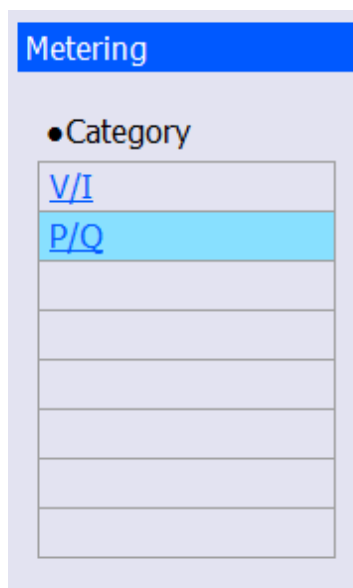 Metering
●Category
V/I
P/Q